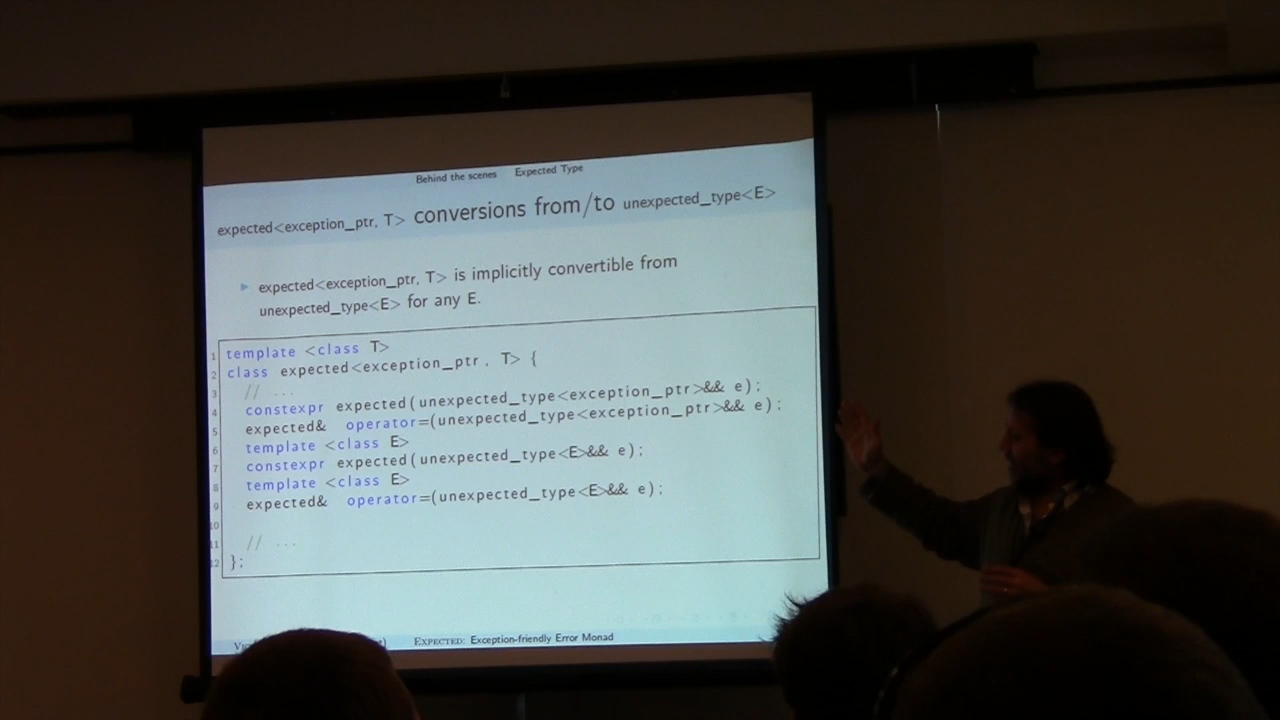 Behind the scenes Expected Type
expected<exception_ptr, T> conversions from/to unexpected_type<E>
expected<exception_ptr, T> is implicitly convertible from
unexpected_type<E> for any E.
1 template <class T>
2 class expected<exception_ptr, T> {
3 // ...
4 constexpr expected(unexpected_type<exception_ptr>&& e);
5 expected& operator=(unexpected_type<exception_ptr>&& e);
6 template <class E>
7 constexpr expected(unexpected_type<E>&& e);
8 template <class E>
9 expected& operator=(unexpected_type<E>&& e);
10
11 // ...
12 };
EXPECTED: Exception-friendly Error Monad